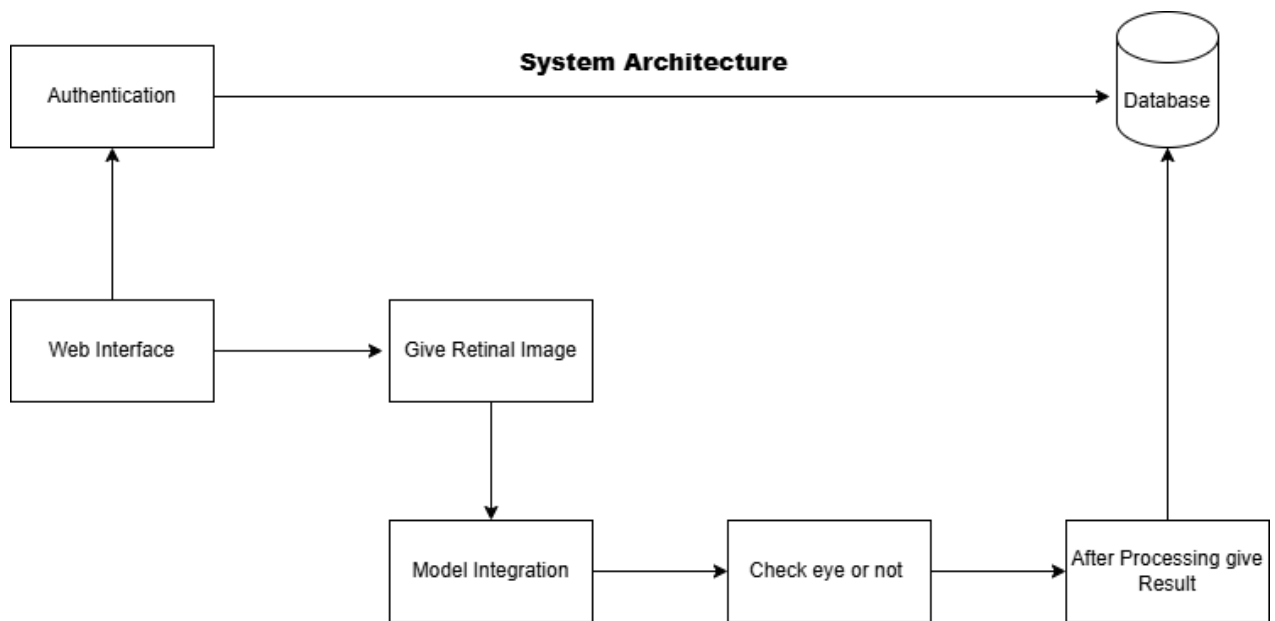 System Architecture
Authentication
Database
Web Interface
Give Retinal Image
Model Integration
Check eye or not
After Processing give
Result